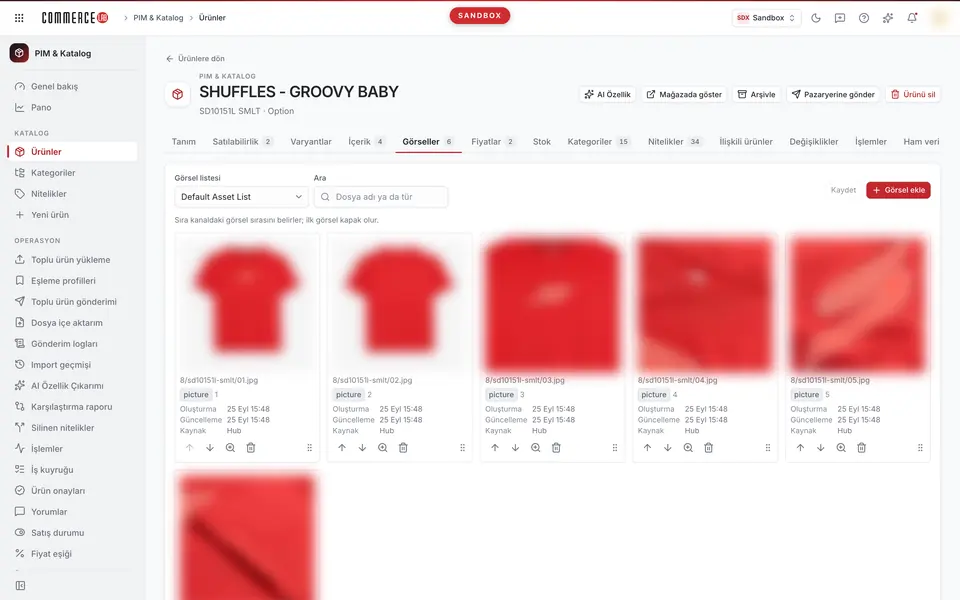 COMMERCE LAB
PIM & Katalog
Ürünler
SANDBOX
SDX Sandbox
PIM & Katalog
Genel bakış
Pano
KATALOG
Ürünler
Kategoriler
Nitelikler
Yeni ürün
OPERASYON
Toplu ürün yükleme
Eşleme profilleri
Toplu ürün gönderimi
Dosya içe aktarım
Gönderim logları
Import geçmişi
AI Özellik Çıkarımı
Karşılaştırma raporu
Silinen nitelikler
İşlemler
İş kuyruğu
Ürün onayları
Yorumlar
Satış durumu
Fiyat eşiği
Ürünlere dön
PIM & KATALOG
SHUFFLES - GROOVY BABY
SD10151L SMLT · Option
AI Özellik
Mağazada göster
Arşivle
Pazaryerine gönder
Ürünü sil
Tanım
Satılabilirlik 2
Varyantlar
İçerik 4
Görseller 6
Fiyatlar 2
Stok
Kategoriler 15
Nitelikler 34
İlişkili ürünler
Değişiklikler
İşlemler
Ham veri
Görsel listesi
Default Asset List
Ara
Dosya adı ya da tür
Kaydet
+ Görsel ekle
Sıra kanaldaki görsel sırasını belirler; ilk görsel kapak olur.
8/sd10151l-smlt/01.jpg
picture 1
Oluşturma 25 Eyl 15:48
Güncelleme 25 Eyl 15:48
Kaynak Hub
8/sd10151l-smlt/02.jpg
picture 2
Oluşturma 25 Eyl 15:48
Güncelleme 25 Eyl 15:48
Kaynak Hub
8/sd10151l-smlt/03.jpg
picture 3
Oluşturma 25 Eyl 15:48
Güncelleme 25 Eyl 15:48
Kaynak Hub
8/sd10151l-smlt/04.jpg
picture 4
Oluşturma 25 Eyl 15:48
Güncelleme 25 Eyl 15:48
Kaynak Hub
8/sd10151l-smlt/05.jpg
picture 5
Oluşturma 25 Eyl 15:48
Güncelleme 25 Eyl 15:48
Kaynak Hub